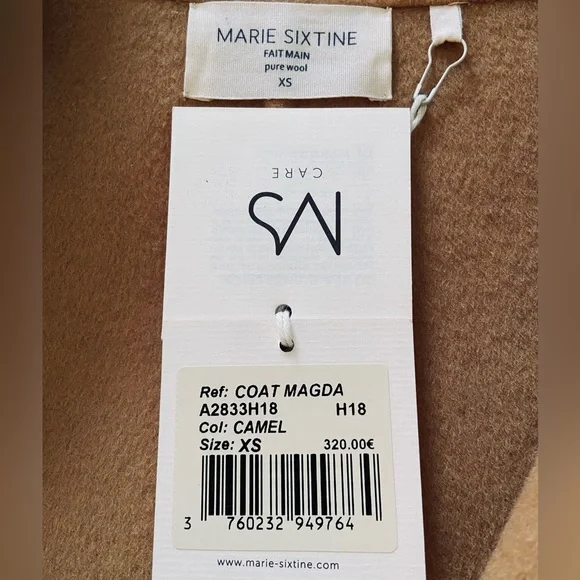 MARIE SIXTINE
FAIT MAIN
pure wool
XS
CARE
MS
Ref: COAT MAGDA
A2833H18 H18
Col: CAMEL
Size: XS 320.00€
3 760232 949764
www.marie-sixtine.com